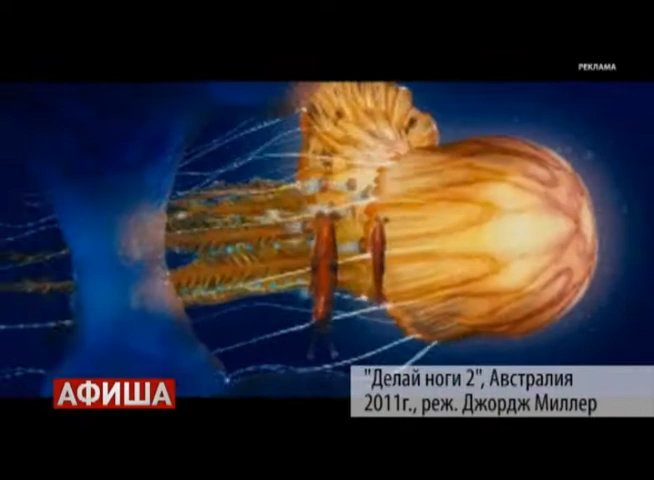 РЕКЛАМА
АФИША
"Делай ноги 2", Австралия
2011г., реж. Джордж Миллер